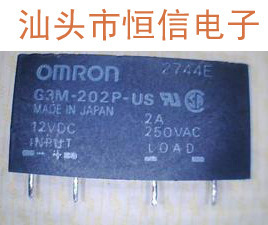 汕头市恒信电子
OMRON 2744E
G3M-202P-US
MADE IN JAPAN
12VDC 2A
INPUT 250VAC
- + LOAD